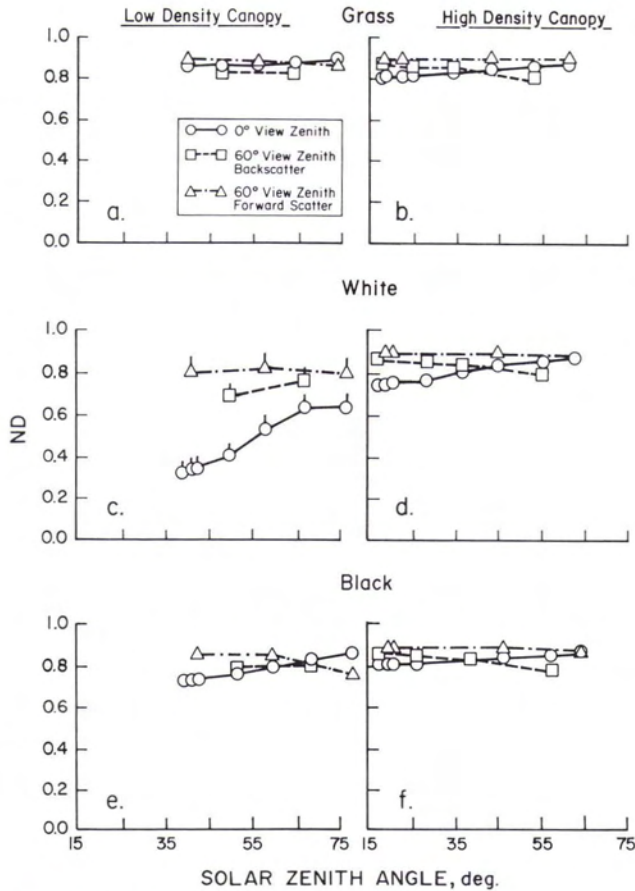 Low Density Canopy Grass High Density Canopy
1.0
0.8
0.6
0.4
0.2
0.0
0° View Zenith
60° View Zenith
Backscatter
60° View Zenith
Forward Scatter
a.
b.
White
1.0
0.8
0.6
0.4
0.2
0.0
ND
c.
d.
Black
1.0
0.8
0.6
0.4
0.2
0.0
e.
f.
15 35 55 75 15 35 55 75
SOLAR ZENITH ANGLE, deg.